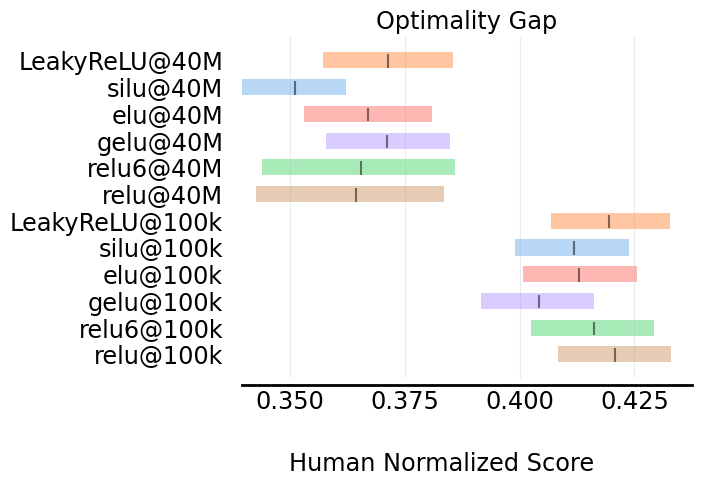 Optimality Gap
LeakyReLU@40M
silu@40M
elu@40M
gelu@40M
relu6@40M
relu@40M
LeakyReLU@100k
silu@100k
elu@100k
gelu@100k
relu6@100k
relu@100k
0.350 0.375 0.400 0.425
Human Normalized Score